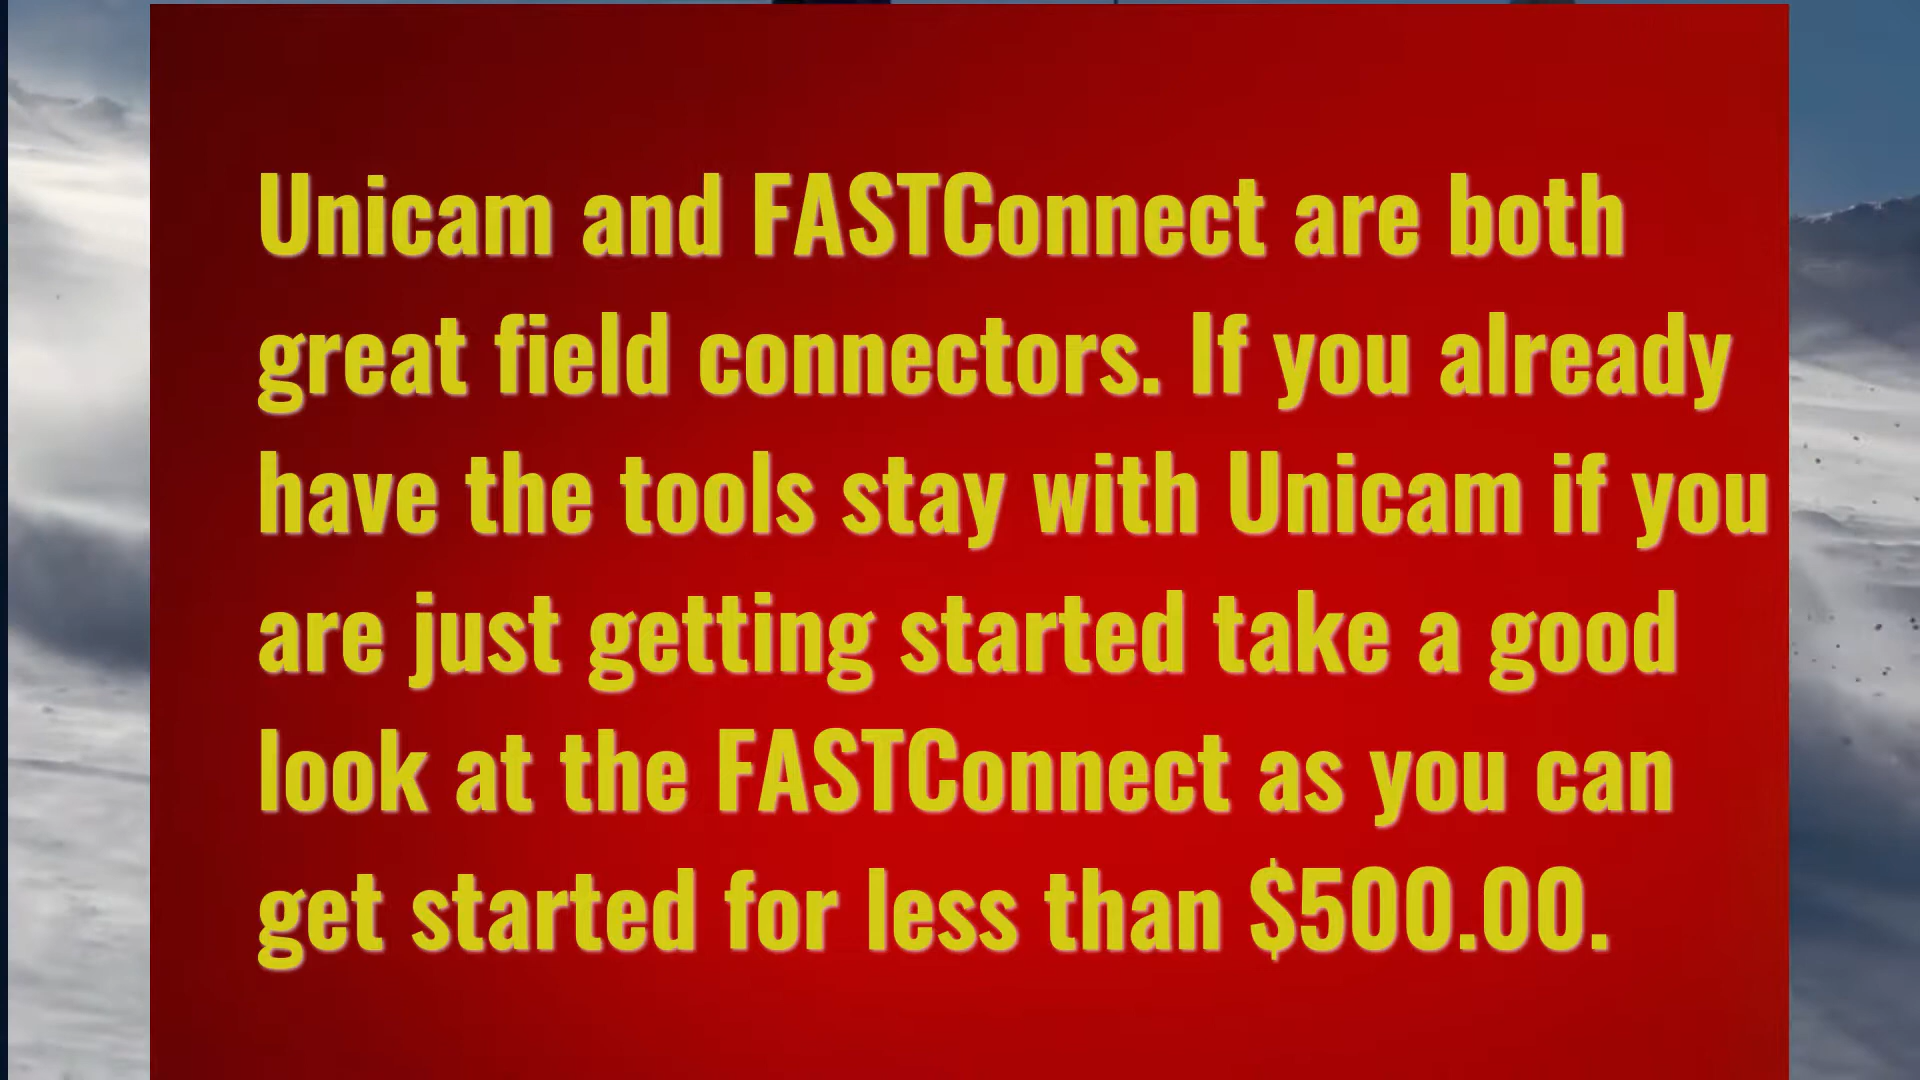 Unicam and FASTConnect are both
great field connectors. If you already
have the tools stay with Unicam if you
are just getting started take a good
look at the FASTConnect as you can
get started for less than $500.00.